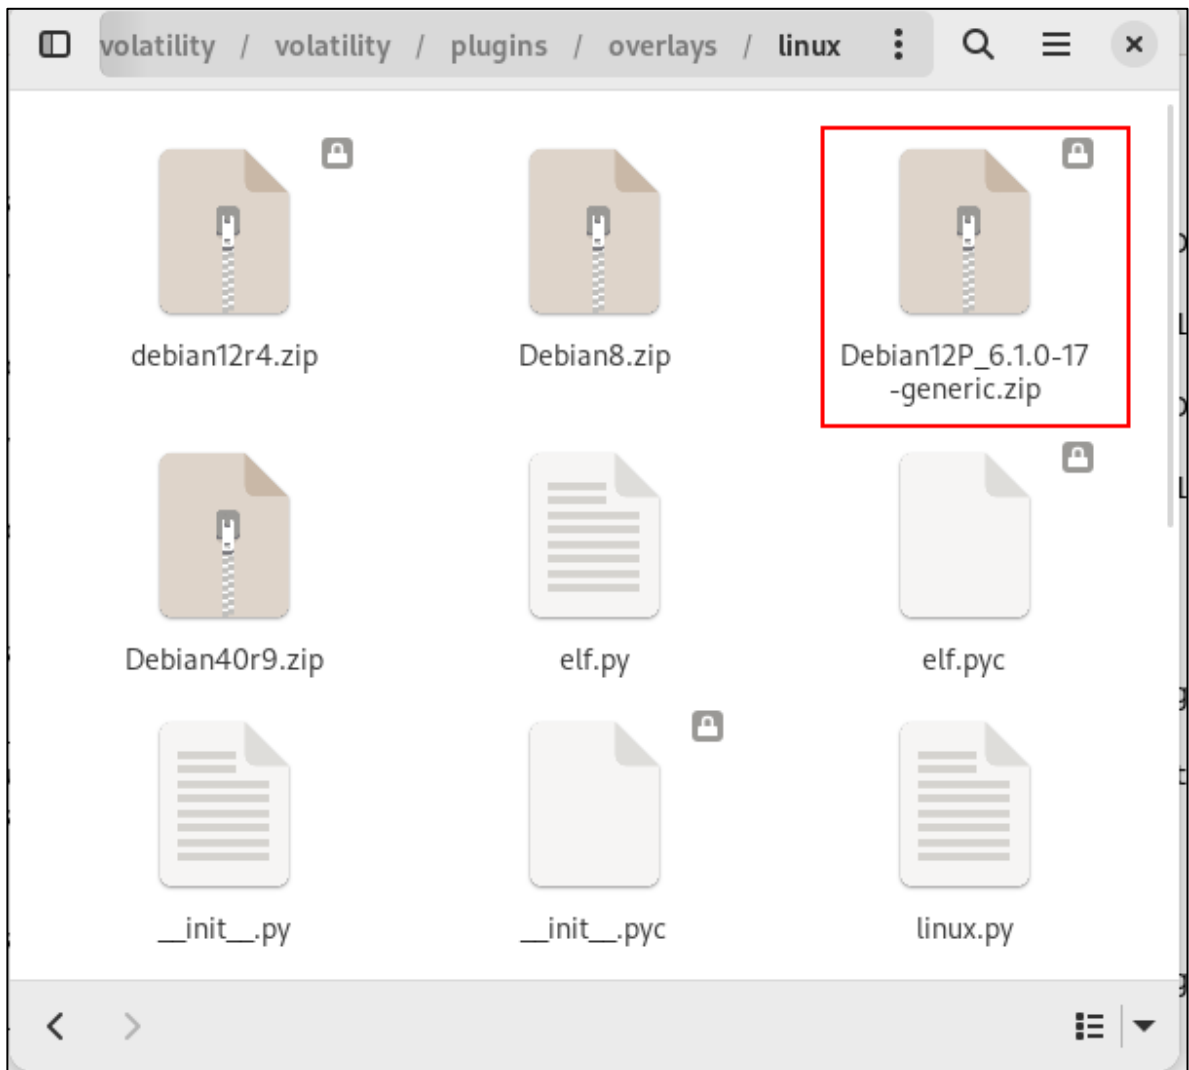 volatility / volatility / plugins / overlays / linux
debian12r4.zip
Debian8.zip
Debian12P_6.1.0-17
-generic.zip
Debian40r9.zip
elf.py
elf.pyc
__init__.py
__init__.pyc
linux.py